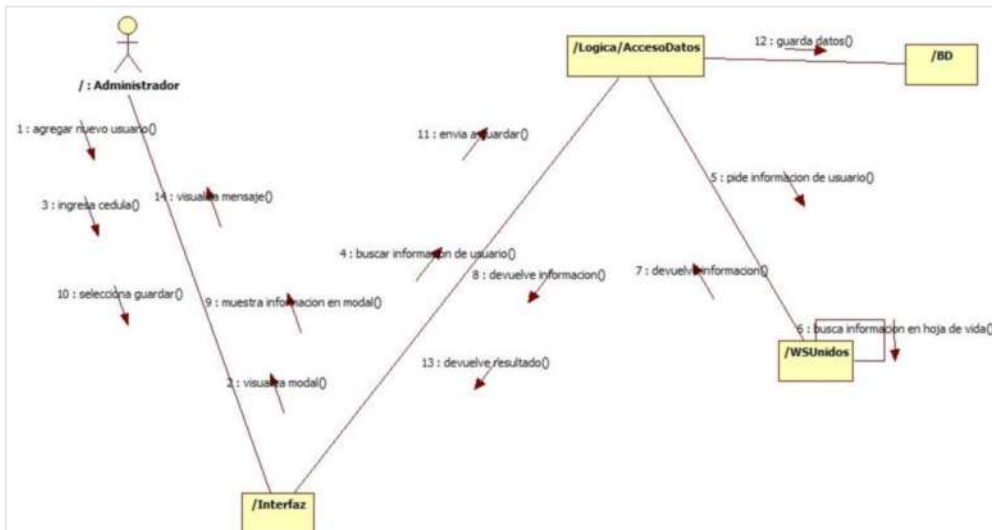 /Logica/AccesoDatos
12 : guarda datos()
/BD
/ : Administrador
1 : agregar nuevo usuario()
11 : envia a guardar()
5 : pide informacion de usuario()
14 : visualiza mensaje()
3 : ingresa cedula()
4 : buscar informacion de usuario()
8 : devuelve informacion()
7 : devuelve informacion()
10 : selecciona guardar()
9 : muestra informacion en modal()
6 : busca informacion en hoja de vida()
/WSUnidos
13 : devuelve resultado()
2 : visualiza modal()
/Interfaz